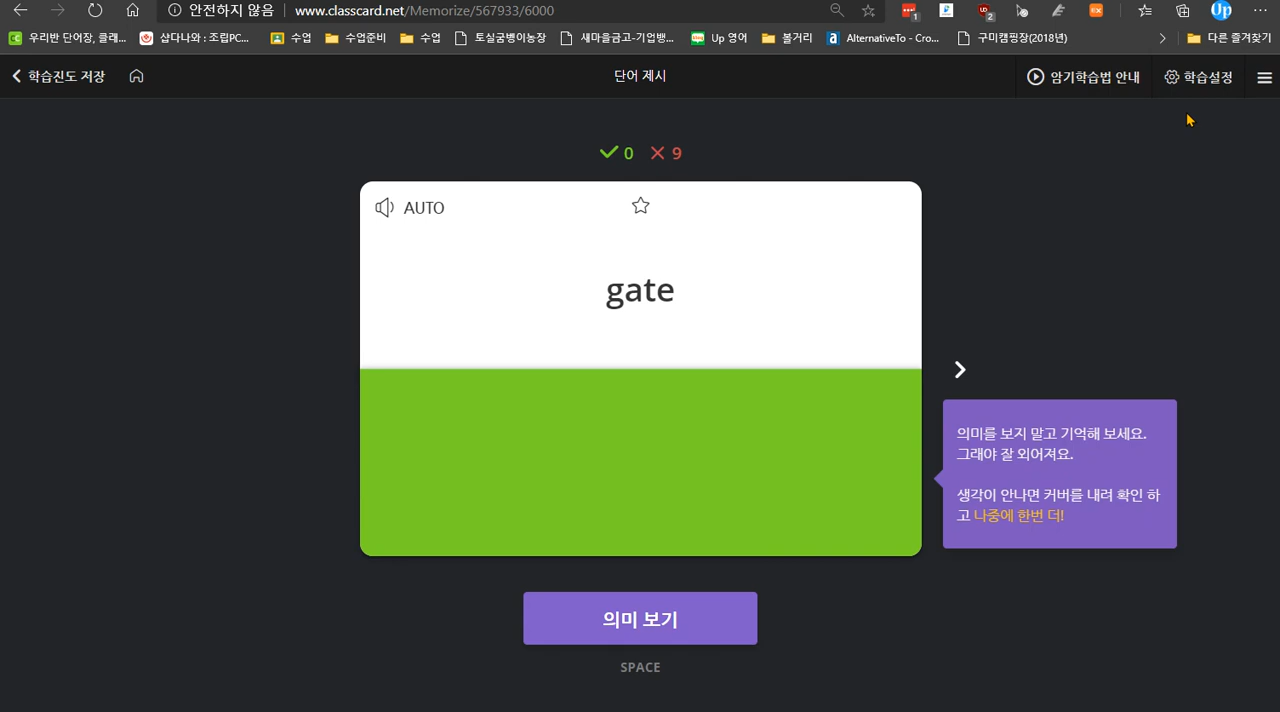 안전하지 않음 | www.classcard.net/Memorize/567933/6000
우리반 단어장, 클래... 삽다나와 : 조립PC... 수업 수업준비 수업 토실굼벵이농장 새마을금고-기업뱅... Up 영어 볼거리 AlternativeTo - Cro... 구미캠핑장(2018년) 다른 즐겨찾기
학습진도 저장 단어 제시 암기학습법 안내 학습설정
0 9
AUTO
gate
의미를 보지 말고 기억해 보세요.
그래야 잘 외어져요.
생각이 안나면 커버를 내려 확인 하
고 나중에 한번 더!
의미 보기
SPACE